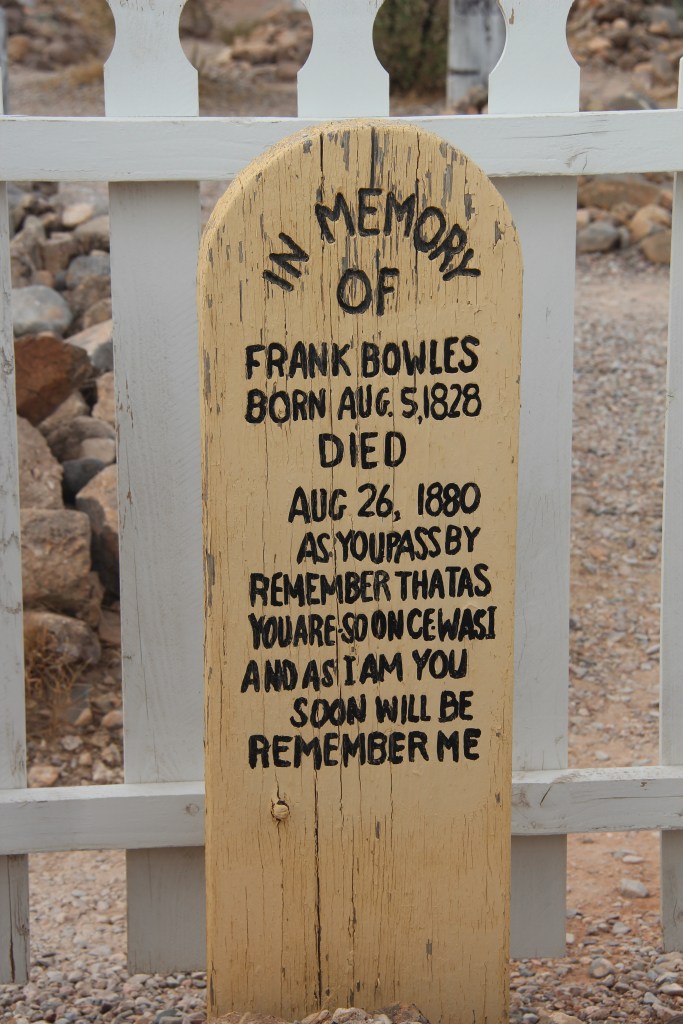 IN MEMORY
OF
FRANK BOWLES
BORN AUG. 5, 1828
DIED
AUG 26, 1880
AS YOU PASS BY
REMEMBER THAT AS
YOU ARE SO ONCE WAS I
AND AS I AM YOU
SOON WILL BE
REMEMBER ME